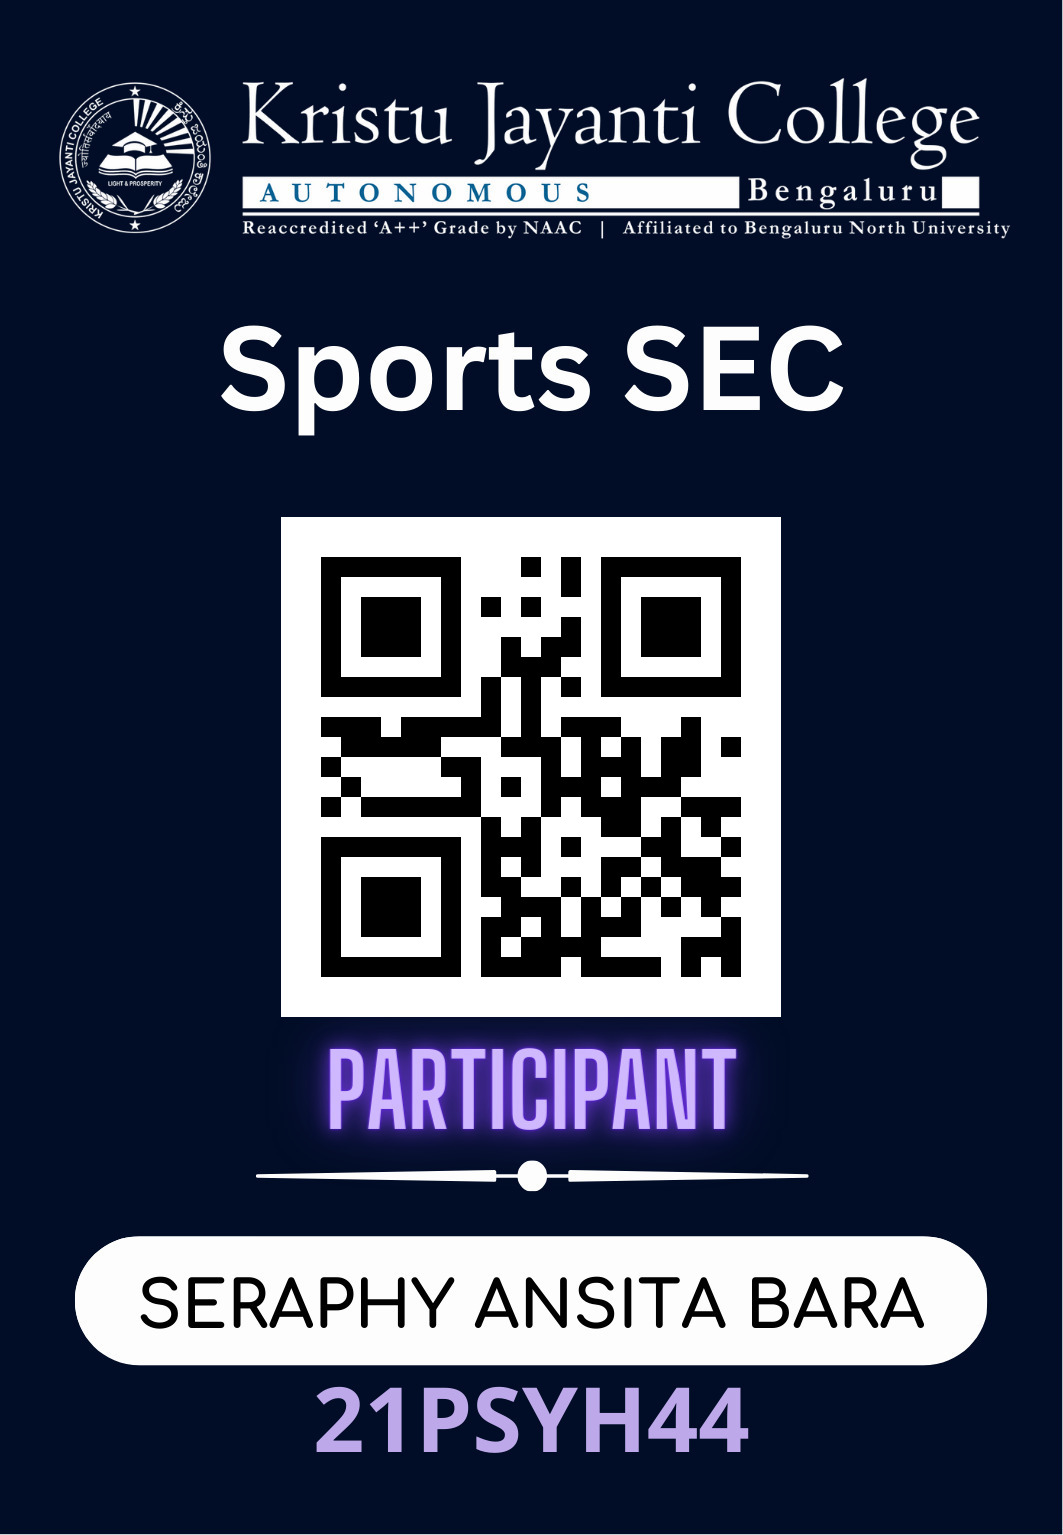 KRISTU JAYANTI COLLEGE
ಕ್ರಿಸ್ತು ಜಯಂತಿ ಕಾಲೇಜು
LIGHT & PROSPERITY
Kristu Jayanti College
AUTONOMOUS Bengaluru
Reaccredited ‘A++’ Grade by NAAC | Affiliated to Bengaluru North University
Sports SEC
PARTICIPANT
SERAPHY ANSITA BARA
21PSYH44